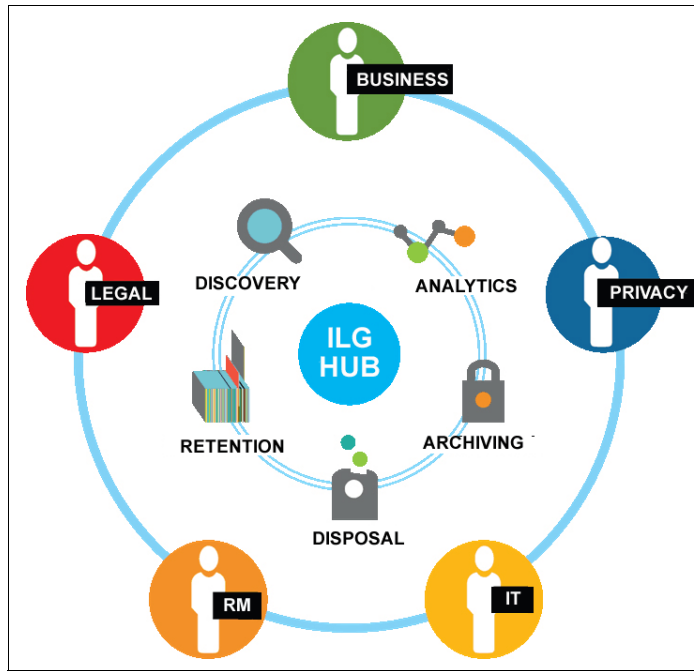 BUSINESS
DISCOVERY
ANALYTICS
LEGAL
PRIVACY
ILG
HUB
RETENTION
ARCHIVING
DISPOSAL
RM
IT